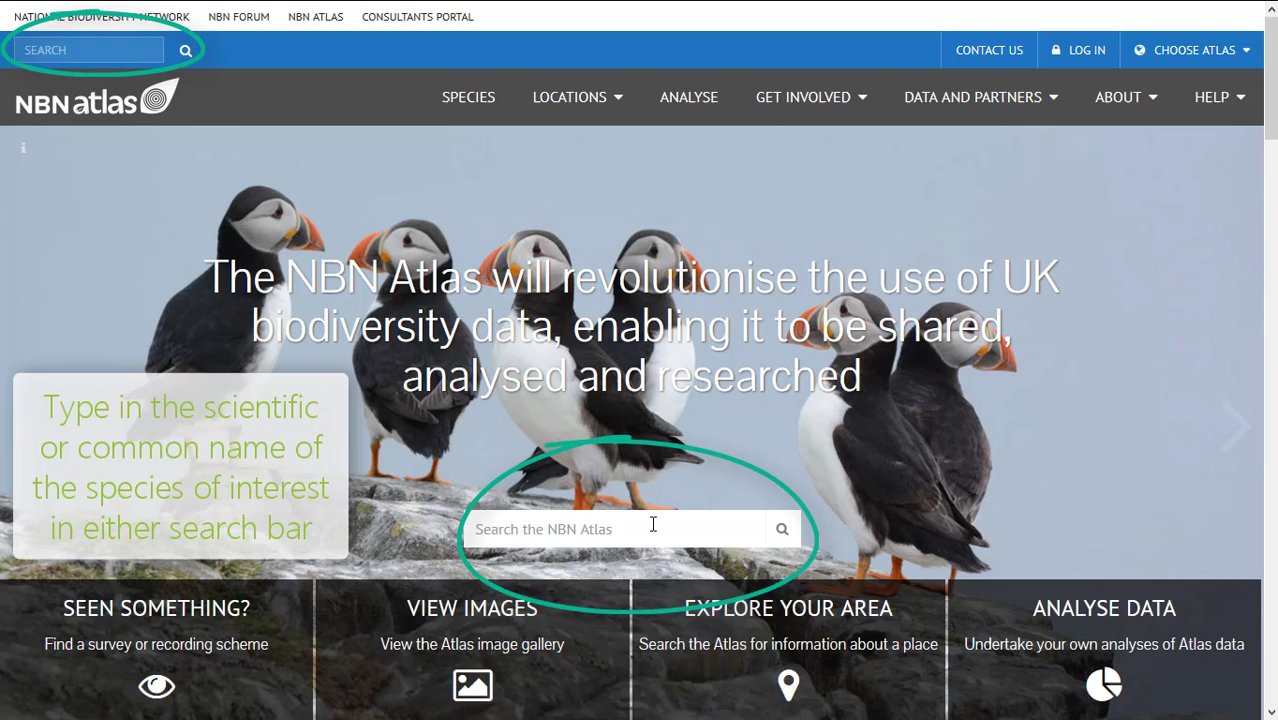 NATIONAL BIODIVERSITY NETWORK NBN FORUM NBN ATLAS CONSULTANTS PORTAL
SEARCH CONTACT US LOG IN CHOOSE ATLAS
NBN atlas SPECIES LOCATIONS ANALYSE GET INVOLVED DATA AND PARTNERS ABOUT HELP
The NBN Atlas will revolutionise the use of UK
biodiversity data, enabling it to be shared,
analysed and researched
Type in the scientific
or common name of
the species of interest
in either search bar
Search the NBN Atlas
SEEN SOMETHING? VIEW IMAGES EXPLORE YOUR AREA ANALYSE DATA
Find a survey or recording scheme View the Atlas image gallery Search the Atlas for information about a place Undertake your own analyses of Atlas data